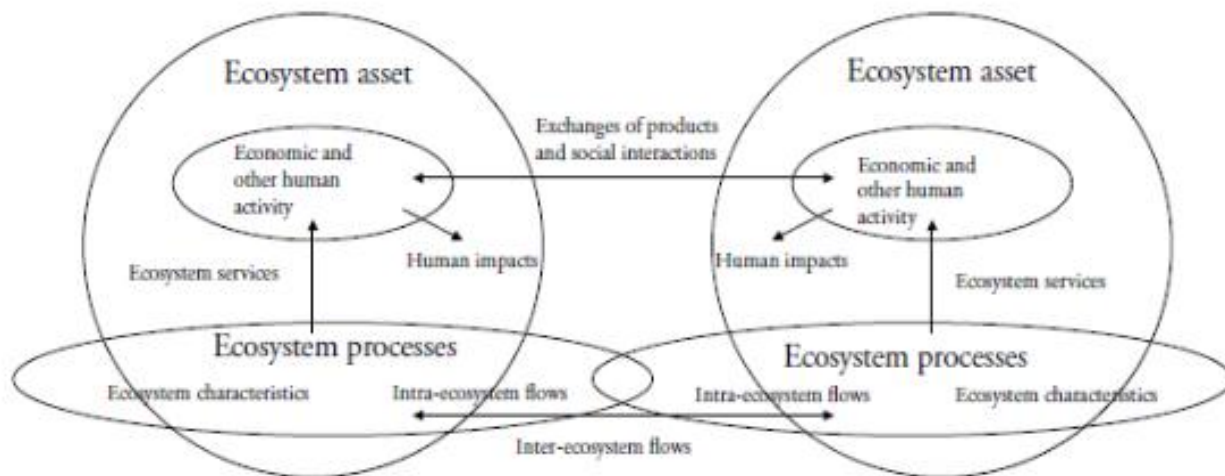 Ecosystem asset
Ecosystem asset
Exchanges of products
and social interactions
Economic and
other human
activity
Economic and
other human
activity
Human impacts
Human impacts
Ecosystem services
Ecosystem services
Ecosystem processes
Ecosystem processes
Ecosystem characteristics
Intra-ecosystem flows
Intra-ecosystem flows
Ecosystem characteristics
Inter-ecosystem flows